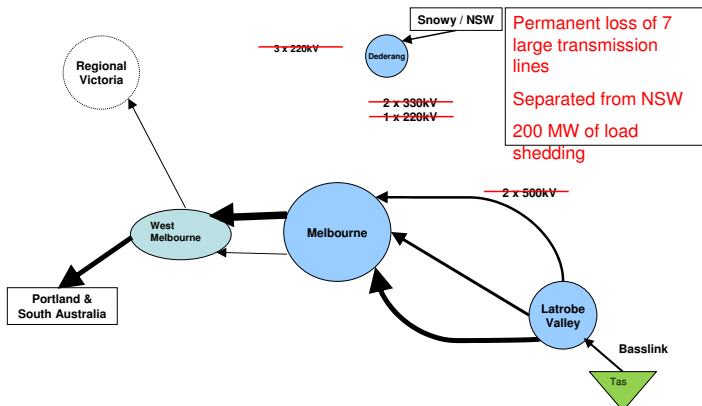 Snowy / NSW
Permanent loss of 7
large transmission
lines
Separated from NSW
200 MW of load
shedding
3 x 220kV
Dederang
Regional
Victoria
2 x 330kV
1 x 220kV
2 x 500kV
West
Melbourne
Melbourne
Portland &
South Australia
Latrobe
Valley
Basslink
Tas